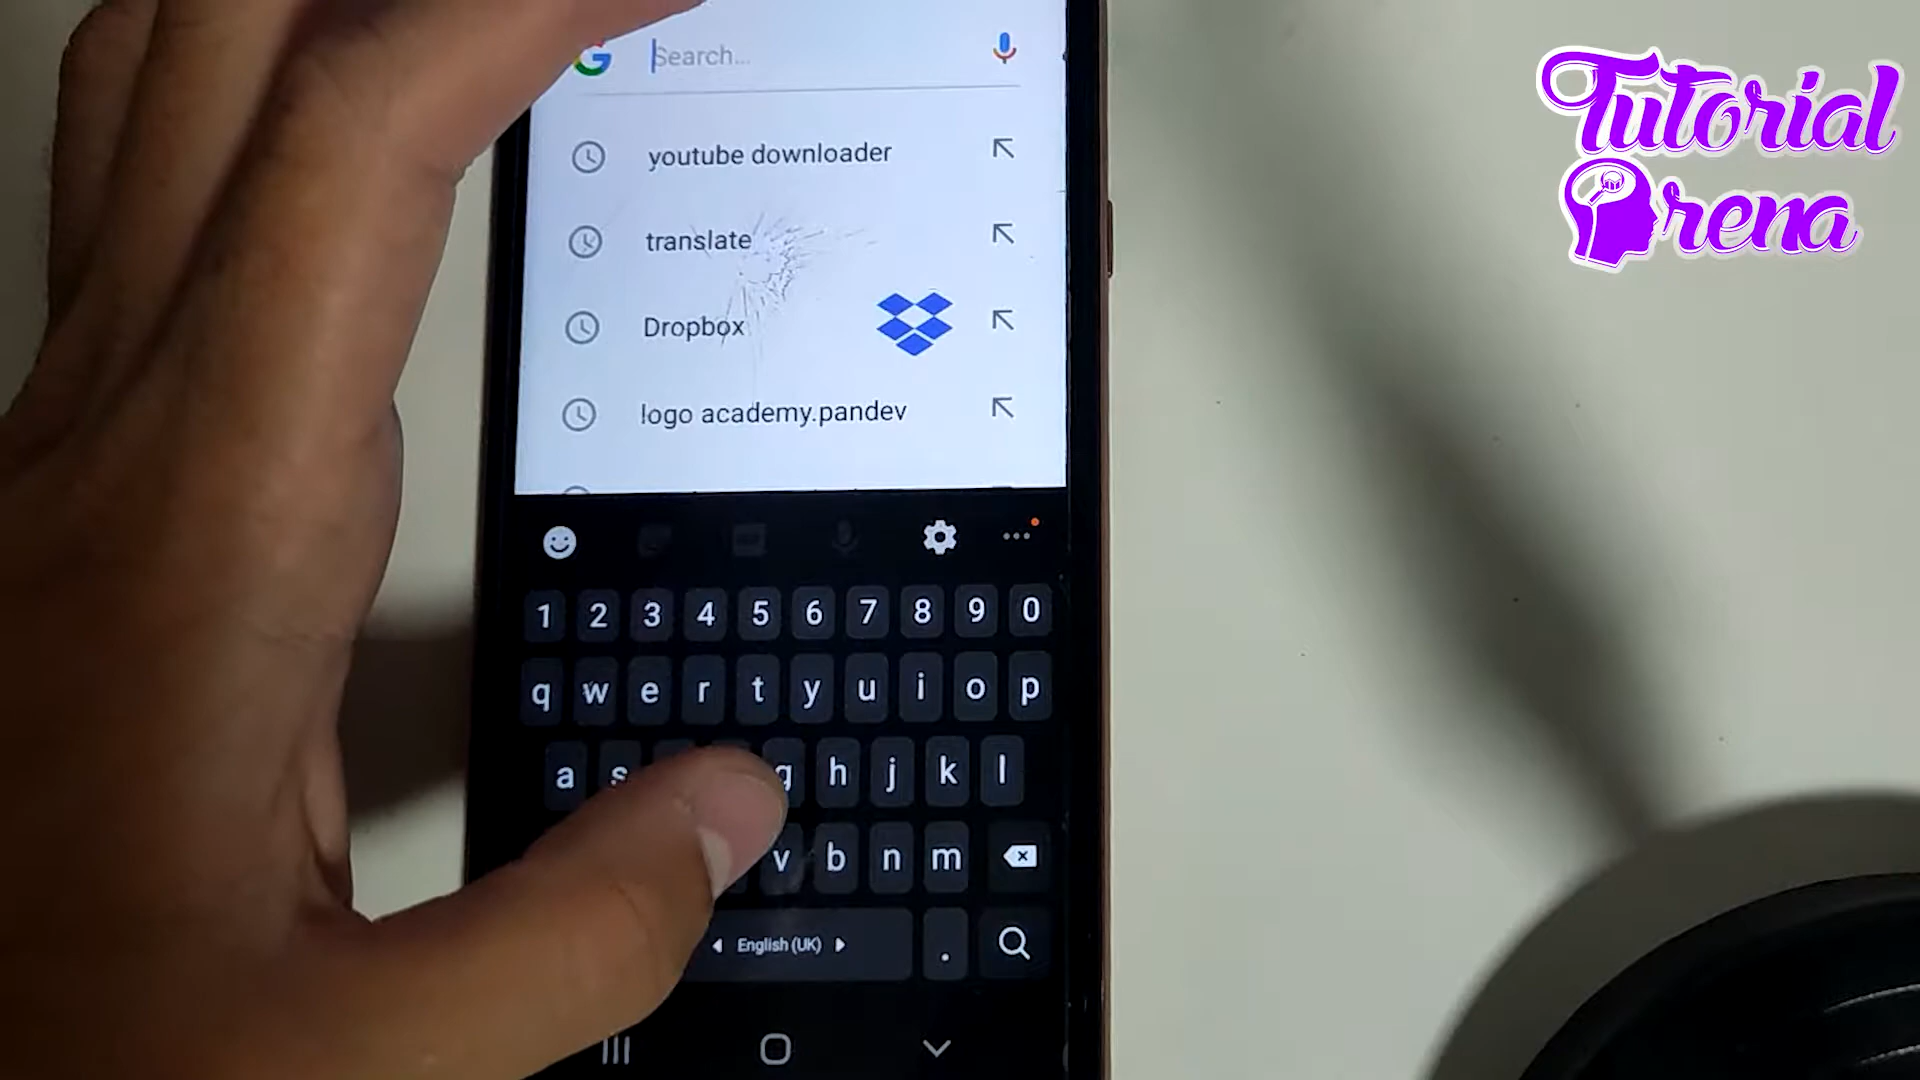 Search...
youtube downloader
translate
Dropbox
logo academy.pandev
1 2 3 4 5 6 7 8 9 0
q w e r t y u i o p
a s g h j k l
v b n m
English (UK) .
Tutorial
Arena